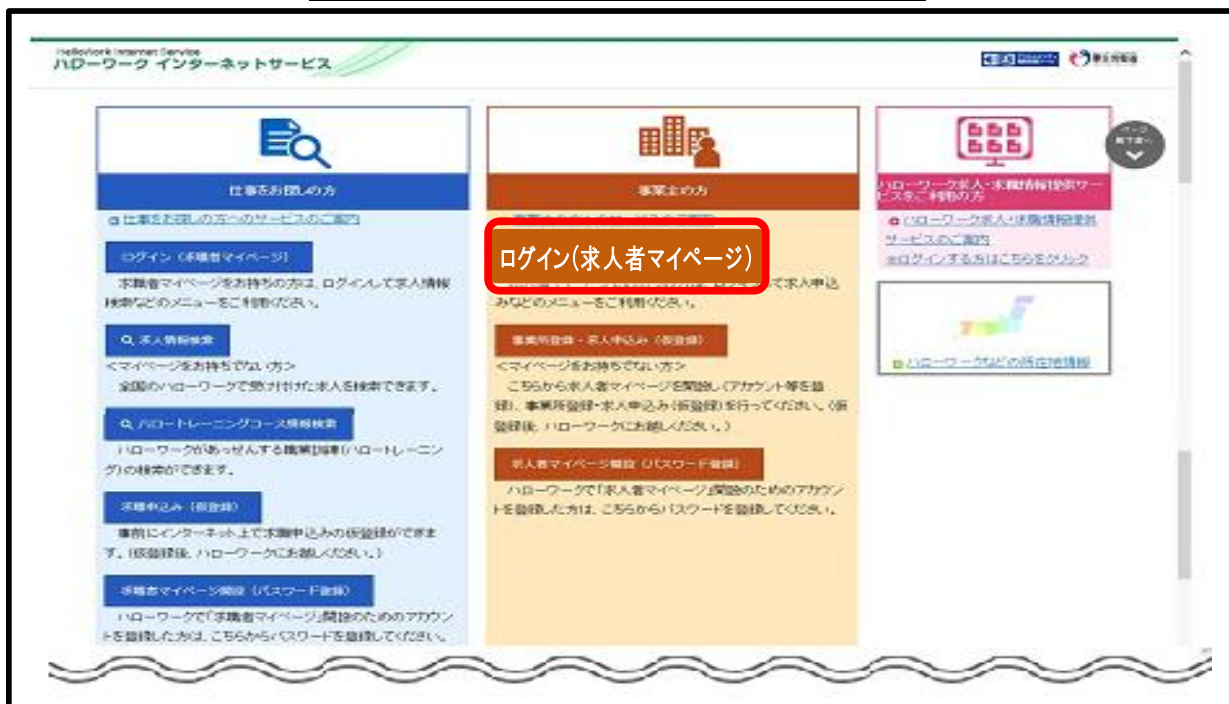 HelloWork Internet Service
ハローワーク インターネットサービス
ページ
最下部へ
仕事をお探しの方
仕事をお探しの方へのサービスのご案内
ログイン（求職者マイページ）
求職者マイページをお持ちの方は、ログインして求人情報
検索などのメニューをご利用ください。
求人情報検索
＜マイページをお持ちでない方＞
全国のハローワークで受け付けた求人を検索できます。
ハロートレーニングコース情報検索
ハローワークがあっせんする職業訓練(ハロートレーニン
グ)の検索ができます。
求職申込み（仮登録）
事前にインターネット上で求職申込みの仮登録ができま
す。(仮登録後、ハローワークにお越しください。)
求職者マイページ開設（パスワード登録）
ハローワークで「求職者マイページ」開設のためのアカウン
トを登録した方は、こちらからパスワードを登録してください。
事業主の方
ログイン(求人者マイページ)
て求人申込
みなどのメニューをご利用ください。
事業所登録・求人申込み（仮登録）
＜マイページをお持ちでない方＞
こちらから求人者マイページを開設し(アカウント等を登
録)、事業所登録・求人申込み(仮登録)を行ってください。(仮
登録後、ハローワークにお越しください。)
求人者マイページ開設（パスワード登録）
ハローワークで「求人者マイページ」開設のためのアカウン
トを登録した方は、こちらからパスワードを登録してください。
ハローワーク求人・求職情報提供サー
ビスをご利用の方
ハローワーク求人・求職情報提供
サービスのご案内
※ログインする方はこちらをクリック
ハローワークなどの所在地情報